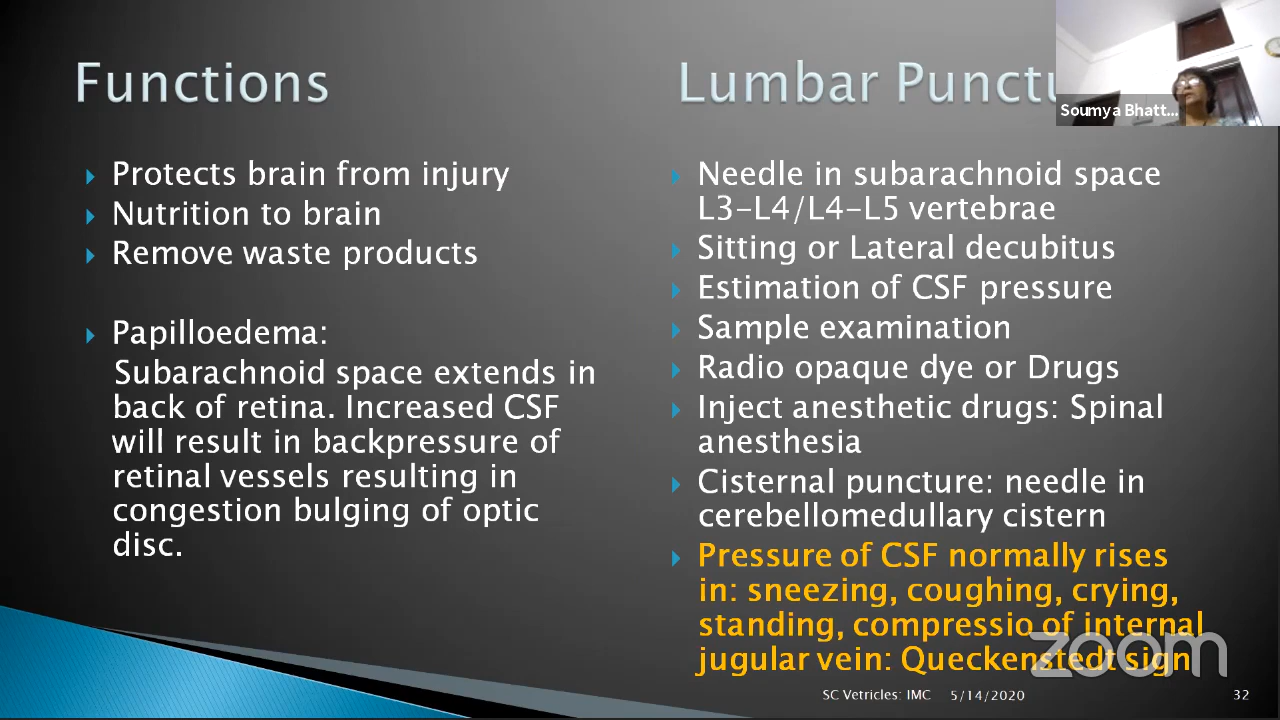 Functions
Protects brain from injury
Nutrition to brain
Remove waste products
Papilloedema:
Subarachnoid space extends in
back of retina. Increased CSF
will result in backpressure of
retinal vessels resulting in
congestion bulging of optic
disc.
Lumbar Punctu
Soumya Bhatt...
Needle in subarachnoid space
L3-L4/L4-L5 vertebrae
Sitting or Lateral decubitus
Estimation of CSF pressure
Sample examination
Radio opaque dye or Drugs
Inject anesthetic drugs: Spinal
anesthesia
Cisternal puncture: needle in
cerebellomedullary cistern
Pressure of CSF normally rises
in: sneezing, coughing, crying,
standing, compressio of internal
jugular vein: Queckenstedt sign
zoom
SC Vetricles: IMC 5/14/2020 32